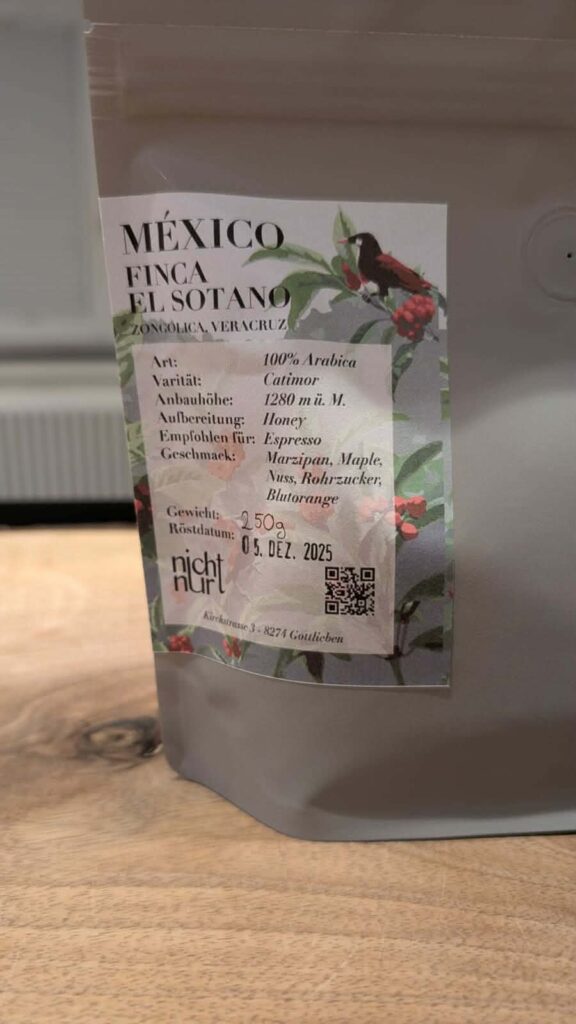 MÉXICO
FINCA
EL SOTANO
ZONGÓLICA, VERACRUZ
Art: 100% Arabica
Varität: Catimor
Anbauhöhe: 1280 m ü. M.
Aufbereitung: Honey
Empfohlen für: Espresso
Geschmack: Marzipan, Maple,
Nuss, Rohrzucker,
Blutorange
Gewicht: 250g
Röstdatum: 05. DEZ. 2025
nicht
nur
Kirchstrasse 3 - 8274 Gottlieben